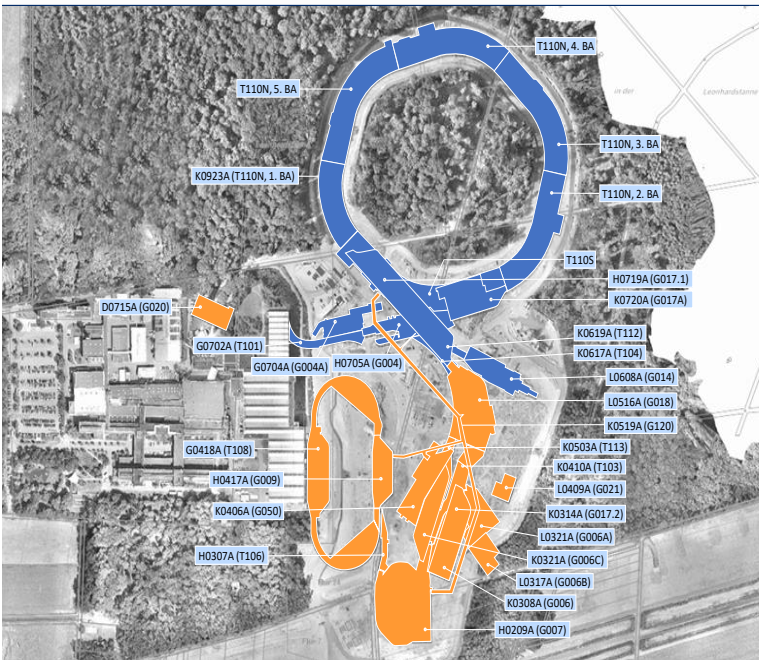 T110N, 4. BA
in der
Leonhardstanne
T110N, 5. BA
T110N, 3. BA
K0923A (T110N, 1. BA)
T110N, 2. BA
T110S
H0719A (G017.1)
K0720A (G017A)
D0715A (G020)
G0702A (T101)
G0704A (G004A)
H0705A (G004)
K0619A (T112)
K0617A (T104)
L0608A (G014)
L0516A (G018)
K0519A (G120)
G0418A (T108)
K0503A (T113)
K0410A (T103)
H0417A (G009)
L0409A (G021)
K0406A (G050)
K0314A (G017.2)
L0321A (G006A)
H0307A (T106)
K0321A (G006C)
L0317A (G006B)
K0308A (G006)
H0209A (G007)